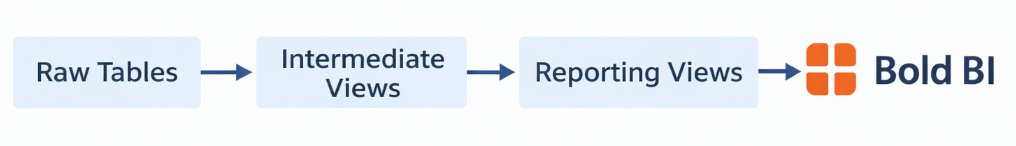 Raw Tables
Intermediate
Views
Reporting Views
Bold BI